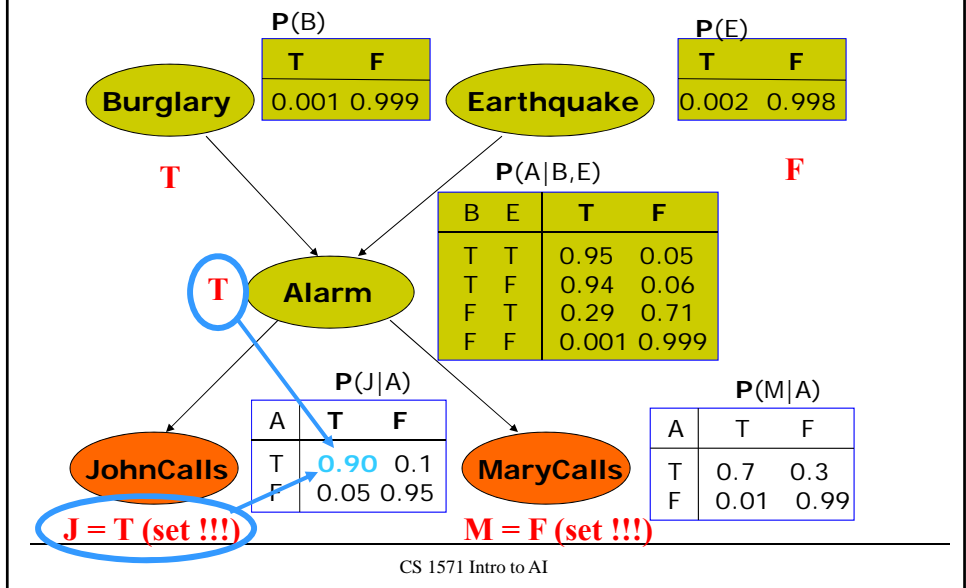 P(B)
T F
0.001 0.999
Burglary
T
P(E)
T F
0.002 0.998
Earthquake
F
P(A|B,E)
B E T F
T T 0.95 0.05
T F 0.94 0.06
F T 0.29 0.71
F F 0.001 0.999
T
Alarm
P(J|A)
A T F
T 0.90 0.1
F 0.05 0.95
JohnCalls
J = T (set !!!)
P(M|A)
A T F
T 0.7 0.3
F 0.01 0.99
MaryCalls
M = F (set !!!)
CS 1571 Intro to AI